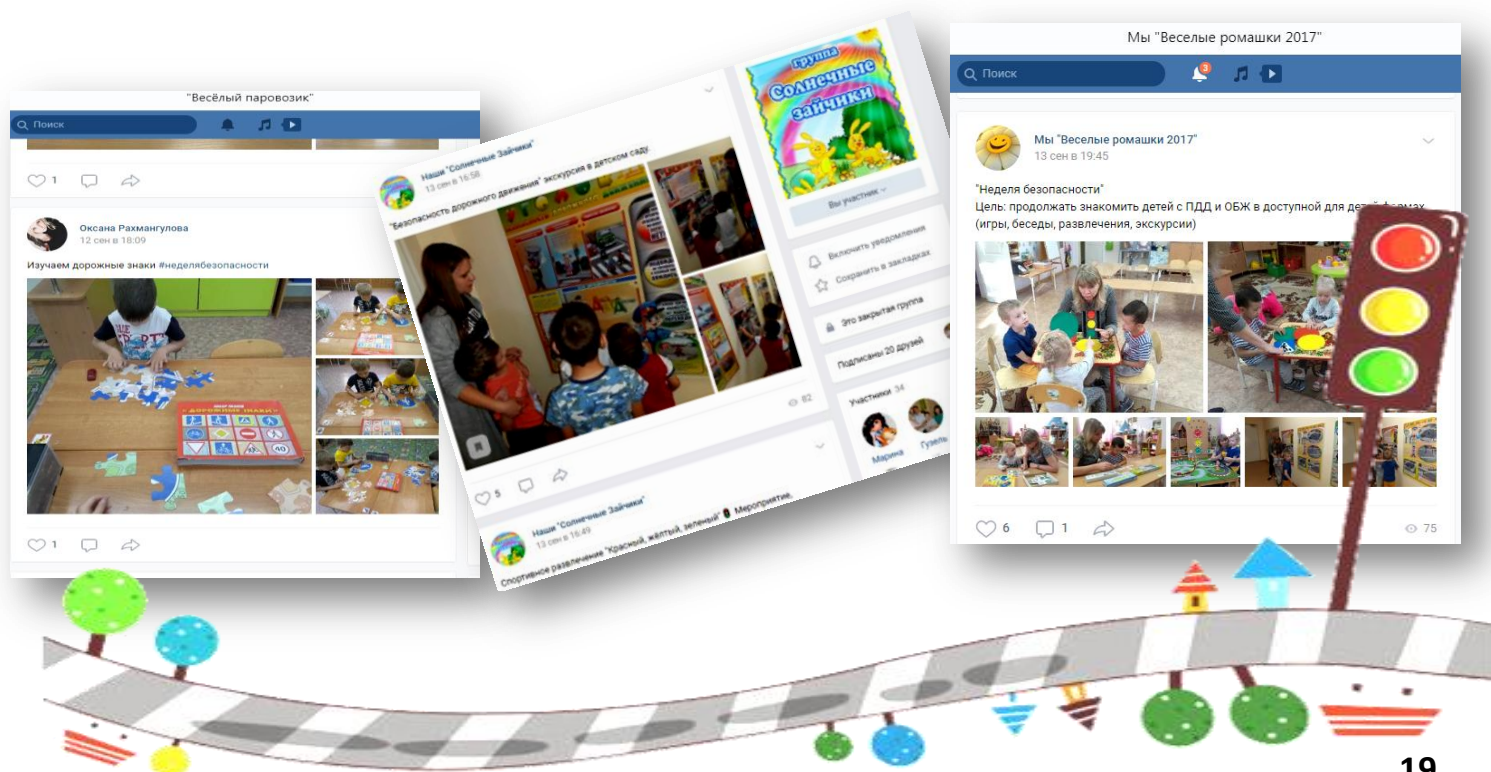 "Весёлый паровозик"
Поиск
1
Оксана Рахмангулова
12 сен в 18:09
Изучаем дорожные знаки #неделябезопасности
ДОРОЖНЫЕ ЗНАКИ
1
Наши "Солнечные Зайчики"
13 сен в 16:58
"Безопасность дорожного движения" экскурсия в детском саду.
5
82
Наши "Солнечные Зайчики"
13 сен в 16:49
Спортивное развлечение "Красный, жёлтый, зеленый" Мероприятие,
группа
Солнечные
зайчики
Вы участник
Включить уведомления
Сохранить в закладках
Это закрытая группа
Подписаны 20 друзей
Участники 34
Марина Гузель
Мы "Веселые ромашки 2017"
Поиск
3
Мы "Веселые ромашки 2017"
13 сен в 19:45
"Неделя безопасности"
Цель: продолжать знакомить детей с ПДД и ОБЖ в доступной для
(игры, беседы, развлечения, экскурсии)
6 1 75
19